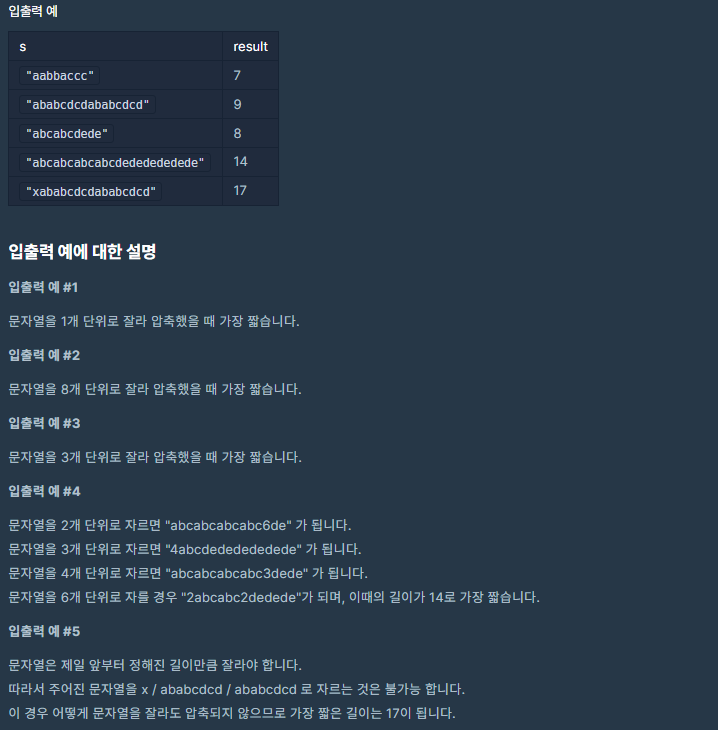 입출력 예
s result
"aabbaccc" 7
"ababcdcdababcdcd" 9
"abcabcdede" 8
"abcabcabcabcdededededede" 14
"xababcdcdababcdcd" 17
입출력 예에 대한 설명
입출력 예 #1
문자열을 1개 단위로 잘라 압축했을 때 가장 짧습니다.
입출력 예 #2
문자열을 8개 단위로 잘라 압축했을 때 가장 짧습니다.
입출력 예 #3
문자열을 3개 단위로 잘라 압축했을 때 가장 짧습니다.
입출력 예 #4
문자열을 2개 단위로 자르면 "abcabcabcabc6de" 가 됩니다.
문자열을 3개 단위로 자르면 "4abcdededededede" 가 됩니다.
문자열을 4개 단위로 자르면 "abcabcabcabc3dede" 가 됩니다.
문자열을 6개 단위로 자를 경우 "2abcabc2dedede"가 되며, 이때의 길이가 14로 가장 짧습니다.
입출력 예 #5
문자열은 제일 앞부터 정해진 길이만큼 잘라야 합니다.
따라서 주어진 문자열을 x / ababcdcd / ababcdcd 로 자르는 것은 불가능 합니다.
이 경우 어떻게 문자열을 잘라도 압축되지 않으므로 가장 짧은 길이는 17이 됩니다.